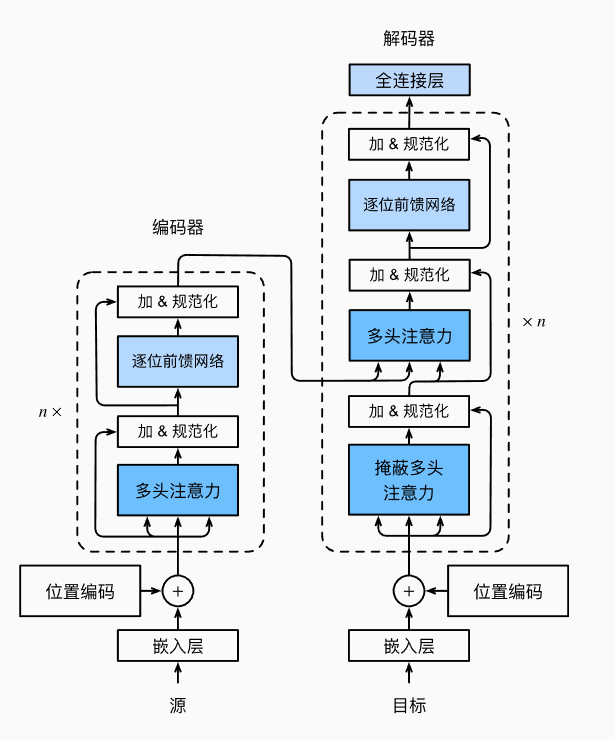 解码器
全连接层
加 & 规范化
逐位前馈网络
加 & 规范化
多头注意力
加 & 规范化
掩蔽多头
注意力
× n
位置编码
+
嵌入层
目标
编码器
加 & 规范化
逐位前馈网络
加 & 规范化
多头注意力
n ×
位置编码
+
嵌入层
源